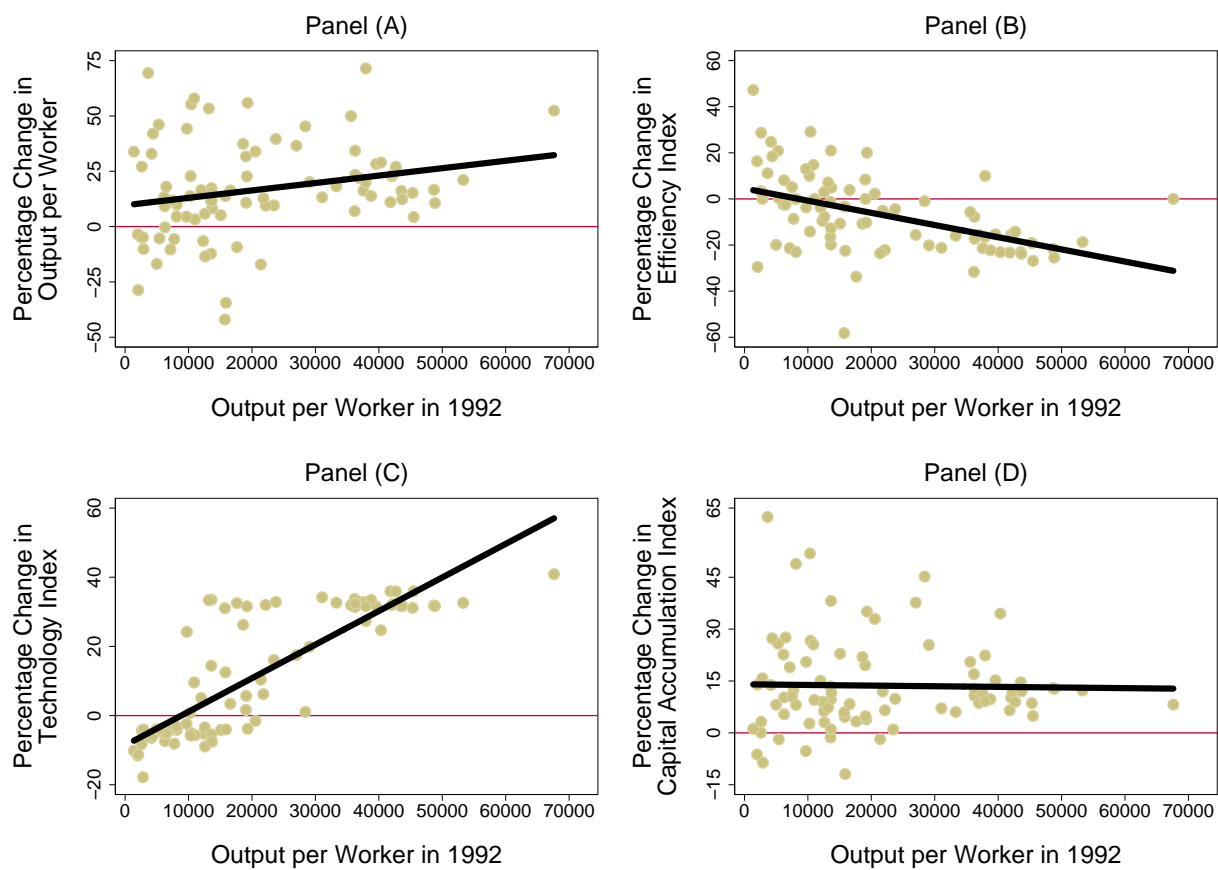 Panel (A)
Percentage Change in
Output per Worker
75
50
25
0
−25
−50
0 10000 20000 30000 40000 50000 60000 70000
Output per Worker in 1992
Panel (B)
Percentage Change in
Efficiency Index
60
40
20
0
−20
−40
−60
0 10000 20000 30000 40000 50000 60000 70000
Output per Worker in 1992
Panel (C)
Percentage Change in
Technology Index
60
40
20
0
−20
0 10000 20000 30000 40000 50000 60000 70000
Output per Worker in 1992
Panel (D)
Percentage Change in
Capital Accumulation Index
65
45
30
15
0
−15
0 10000 20000 30000 40000 50000 60000 70000
Output per Worker in 1992